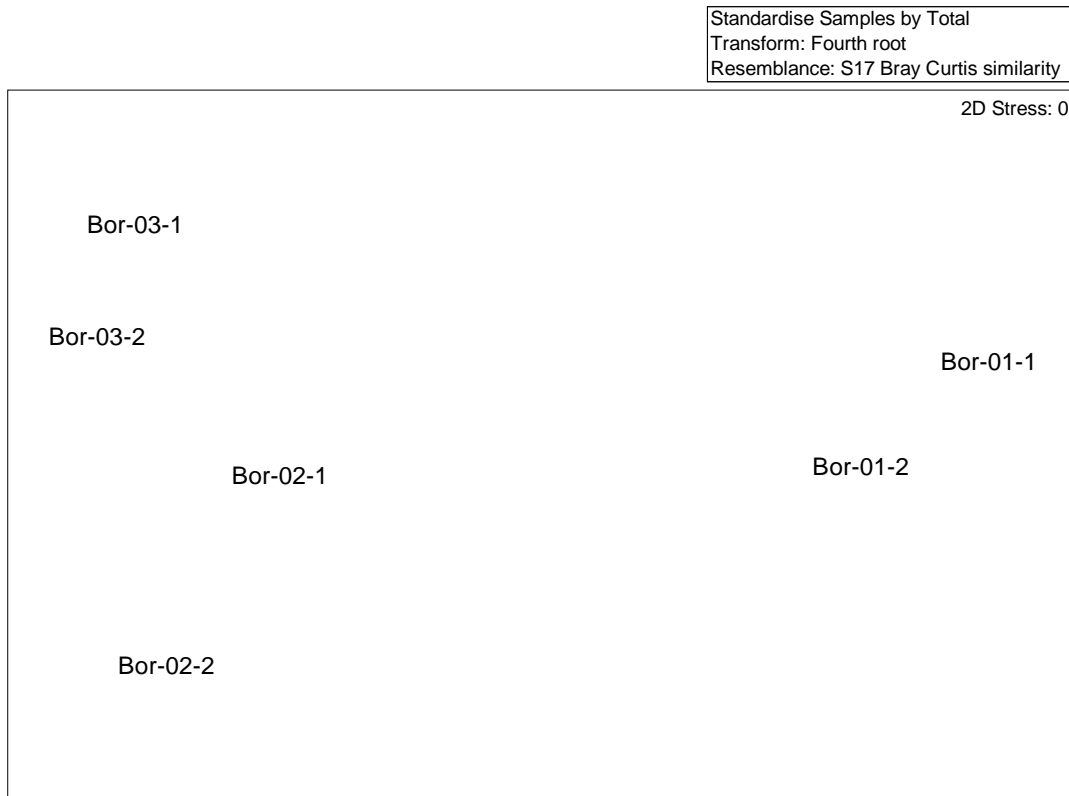 Standardise Samples by Total
Transform: Fourth root
Resemblance: S17 Bray Curtis similarity
2D Stress: 0
Bor-03-1
Bor-03-2
Bor-01-1
Bor-01-2
Bor-02-1
Bor-02-2